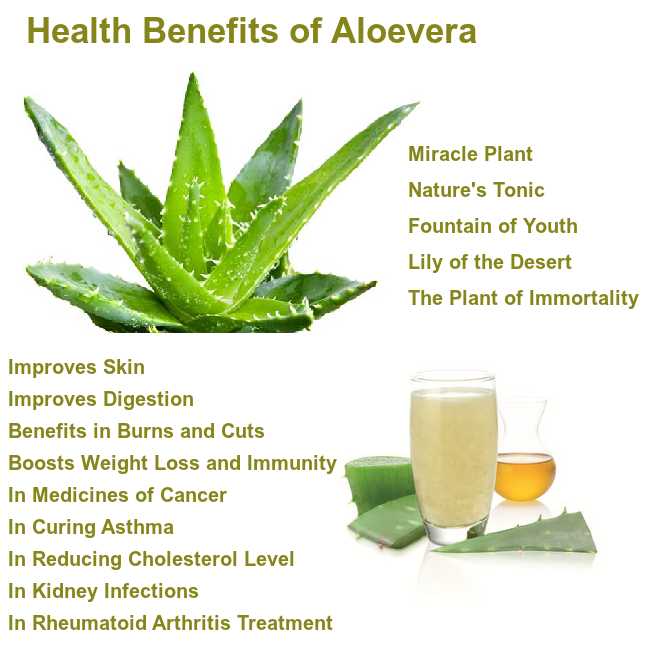 Health Benefits of Aloevera
Miracle Plant
Nature's Tonic
Fountain of Youth
Lily of the Desert
The Plant of Immortality
Improves Skin
Improves Digestion
Benefits in Burns and Cuts
Boosts Weight Loss and Immunity
In Medicines of Cancer
In Curing Asthma
In Reducing Cholesterol Level
In Kidney Infections
In Rheumatoid Arthritis Treatment